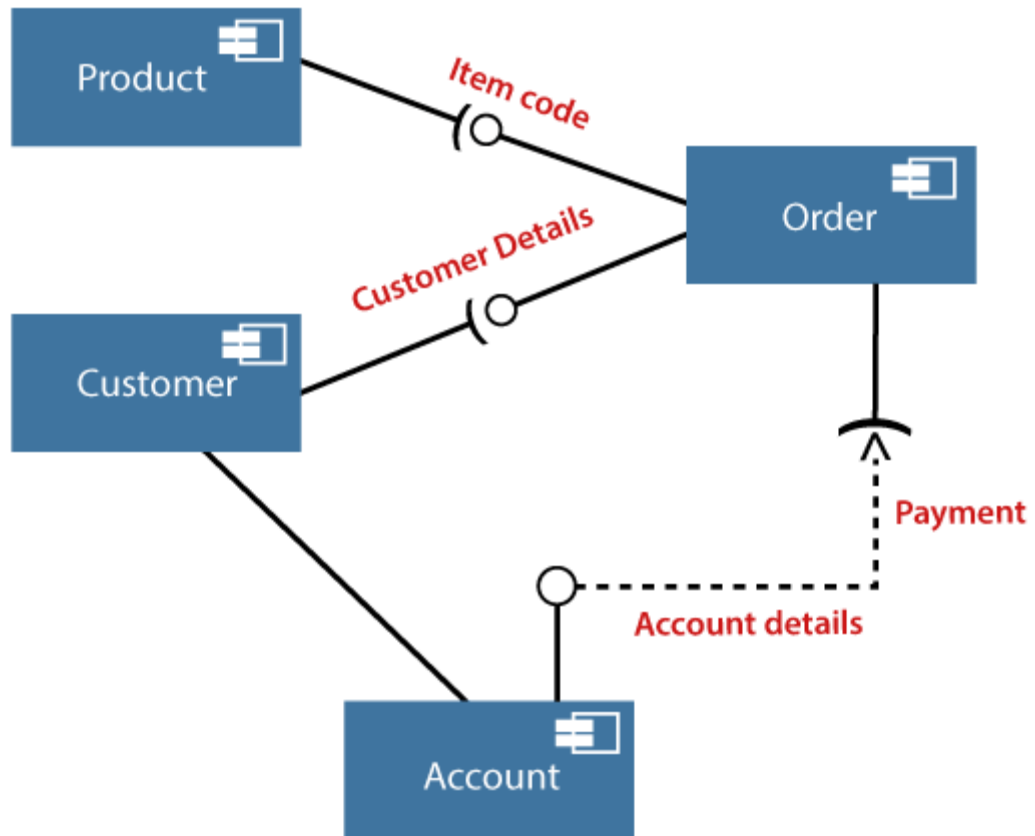 Product
Item code
Order
Customer Details
Customer
Payment
Account details
Account